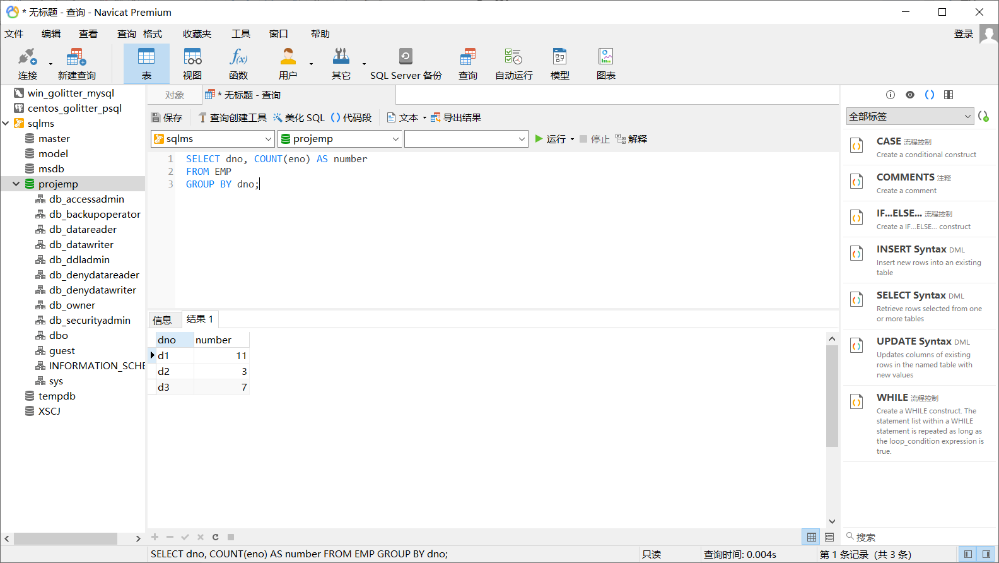 * 无标题 - 查询 - Navicat Premium
文件 编辑 查看 查询 格式 收藏夹 工具 窗口 帮助 登录
连接 新建查询 表 视图 函数 用户 其它 SQL Server 备份 查询 自动运行 模型 图表
win_golitter_mysql
centos_golitter_psql
sqlms
master
model
msdb
projemp
db_accessadmin
db_backupoperator
db_datareader
db_datawriter
db_ddladmin
db_denydatareader
db_denydatawriter
db_owner
db_securityadmin
dbo
guest
INFORMATION_SCHE
sys
tempdb
XSCJ
对象 * 无标题 - 查询
保存 查询创建工具 美化 SQL 代码段 文本 导出结果
sqlms projemp 运行 停止 解释
1 SELECT dno, COUNT(eno) AS number
2 FROM EMP
3 GROUP BY dno;
信息 结果 1
dno number
d1 11
d2 3
d3 7
全部标签
CASE 流程控制
Create a conditional construct
COMMENTS 注释
Create a comment
IF...ELSE... 流程控制
Create a IF...ELSE... construct
INSERT Syntax DML
Insert new rows into an existing
table
SELECT Syntax DML
Retrieve rows selected from one
or more tables
UPDATE Syntax DML
Updates columns of existing
rows in the named table with
new values
WHILE 流程控制
Create a WHILE construct. The
statement list within a WHILE
statement is repeated as long as
the loop_condition expression is
true.
搜索
SELECT dno, COUNT(eno) AS number FROM EMP GROUP BY dno; 只读 查询时间: 0.004s 第 1 条记录 (共 3 条)